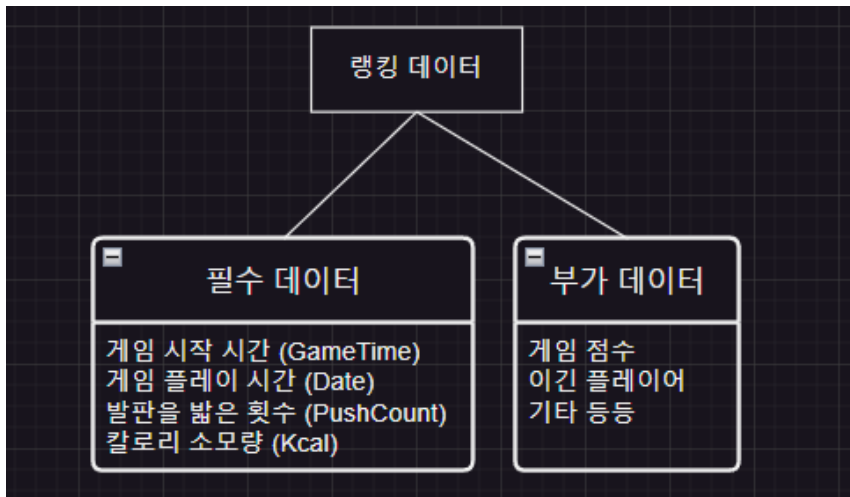 랭킹 데이터
필수 데이터
게임 시작 시간 (GameTime)
게임 플레이 시간 (Date)
발판을 밟은 횟수 (PushCount)
칼로리 소모량 (Kcal)
부가 데이터
게임 점수
이긴 플레이어
기타 등등